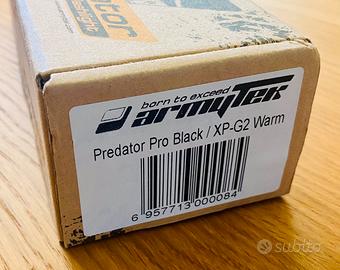 born to exceed
armytek
Predator Pro Black / XP-G2 Warm
6 957713 000084
subito